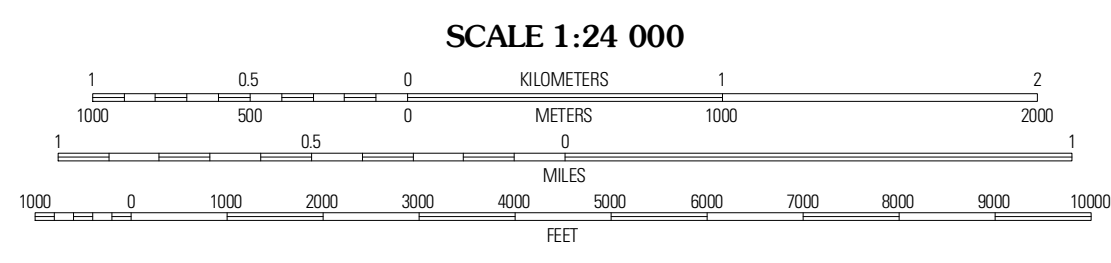 SCALE 1:24 000
1 0.5 0 KILOMETERS 1 2
1000 500 0 METERS 1000 2000
1 0.5 0 1
MILES
1000 0 1000 2000 3000 4000 5000 6000 7000 8000 9000 10000
FEET